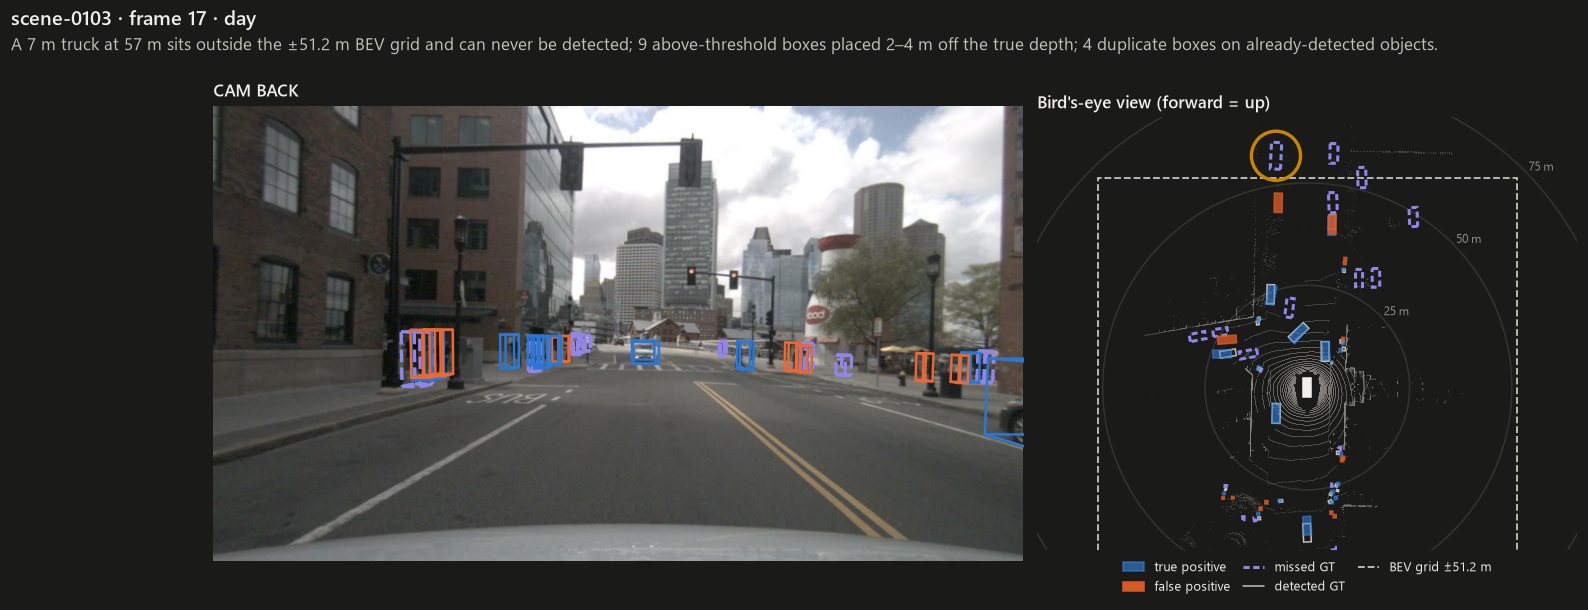 scene-0103 · frame 17 · day
A 7 m truck at 57 m sits outside the ±51.2 m BEV grid and can never be detected; 9 above-threshold boxes placed 2–4 m off the true depth; 4 duplicate boxes on already-detected objects.
CAM BACK
Bird's-eye view (forward = up)
75 m
50 m
25 m
ood
BUS
true positive
missed GT
BEV grid ±51.2 m
false positive
detected GT